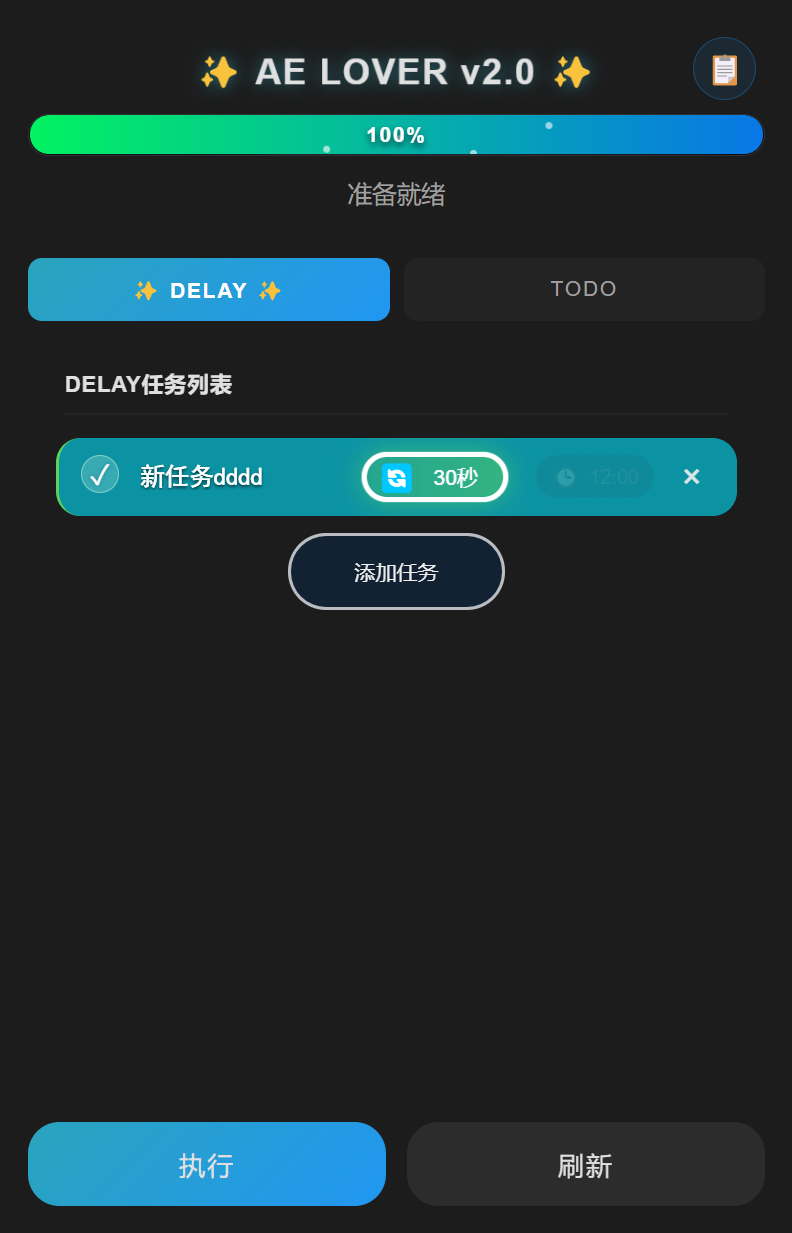 ✨ AE LOVER v2.0 ✨
100%
准备就绪
✨ DELAY ✨
TODO
DELAY任务列表
新任务dddd
30秒
12:00
添加任务
执行
刷新